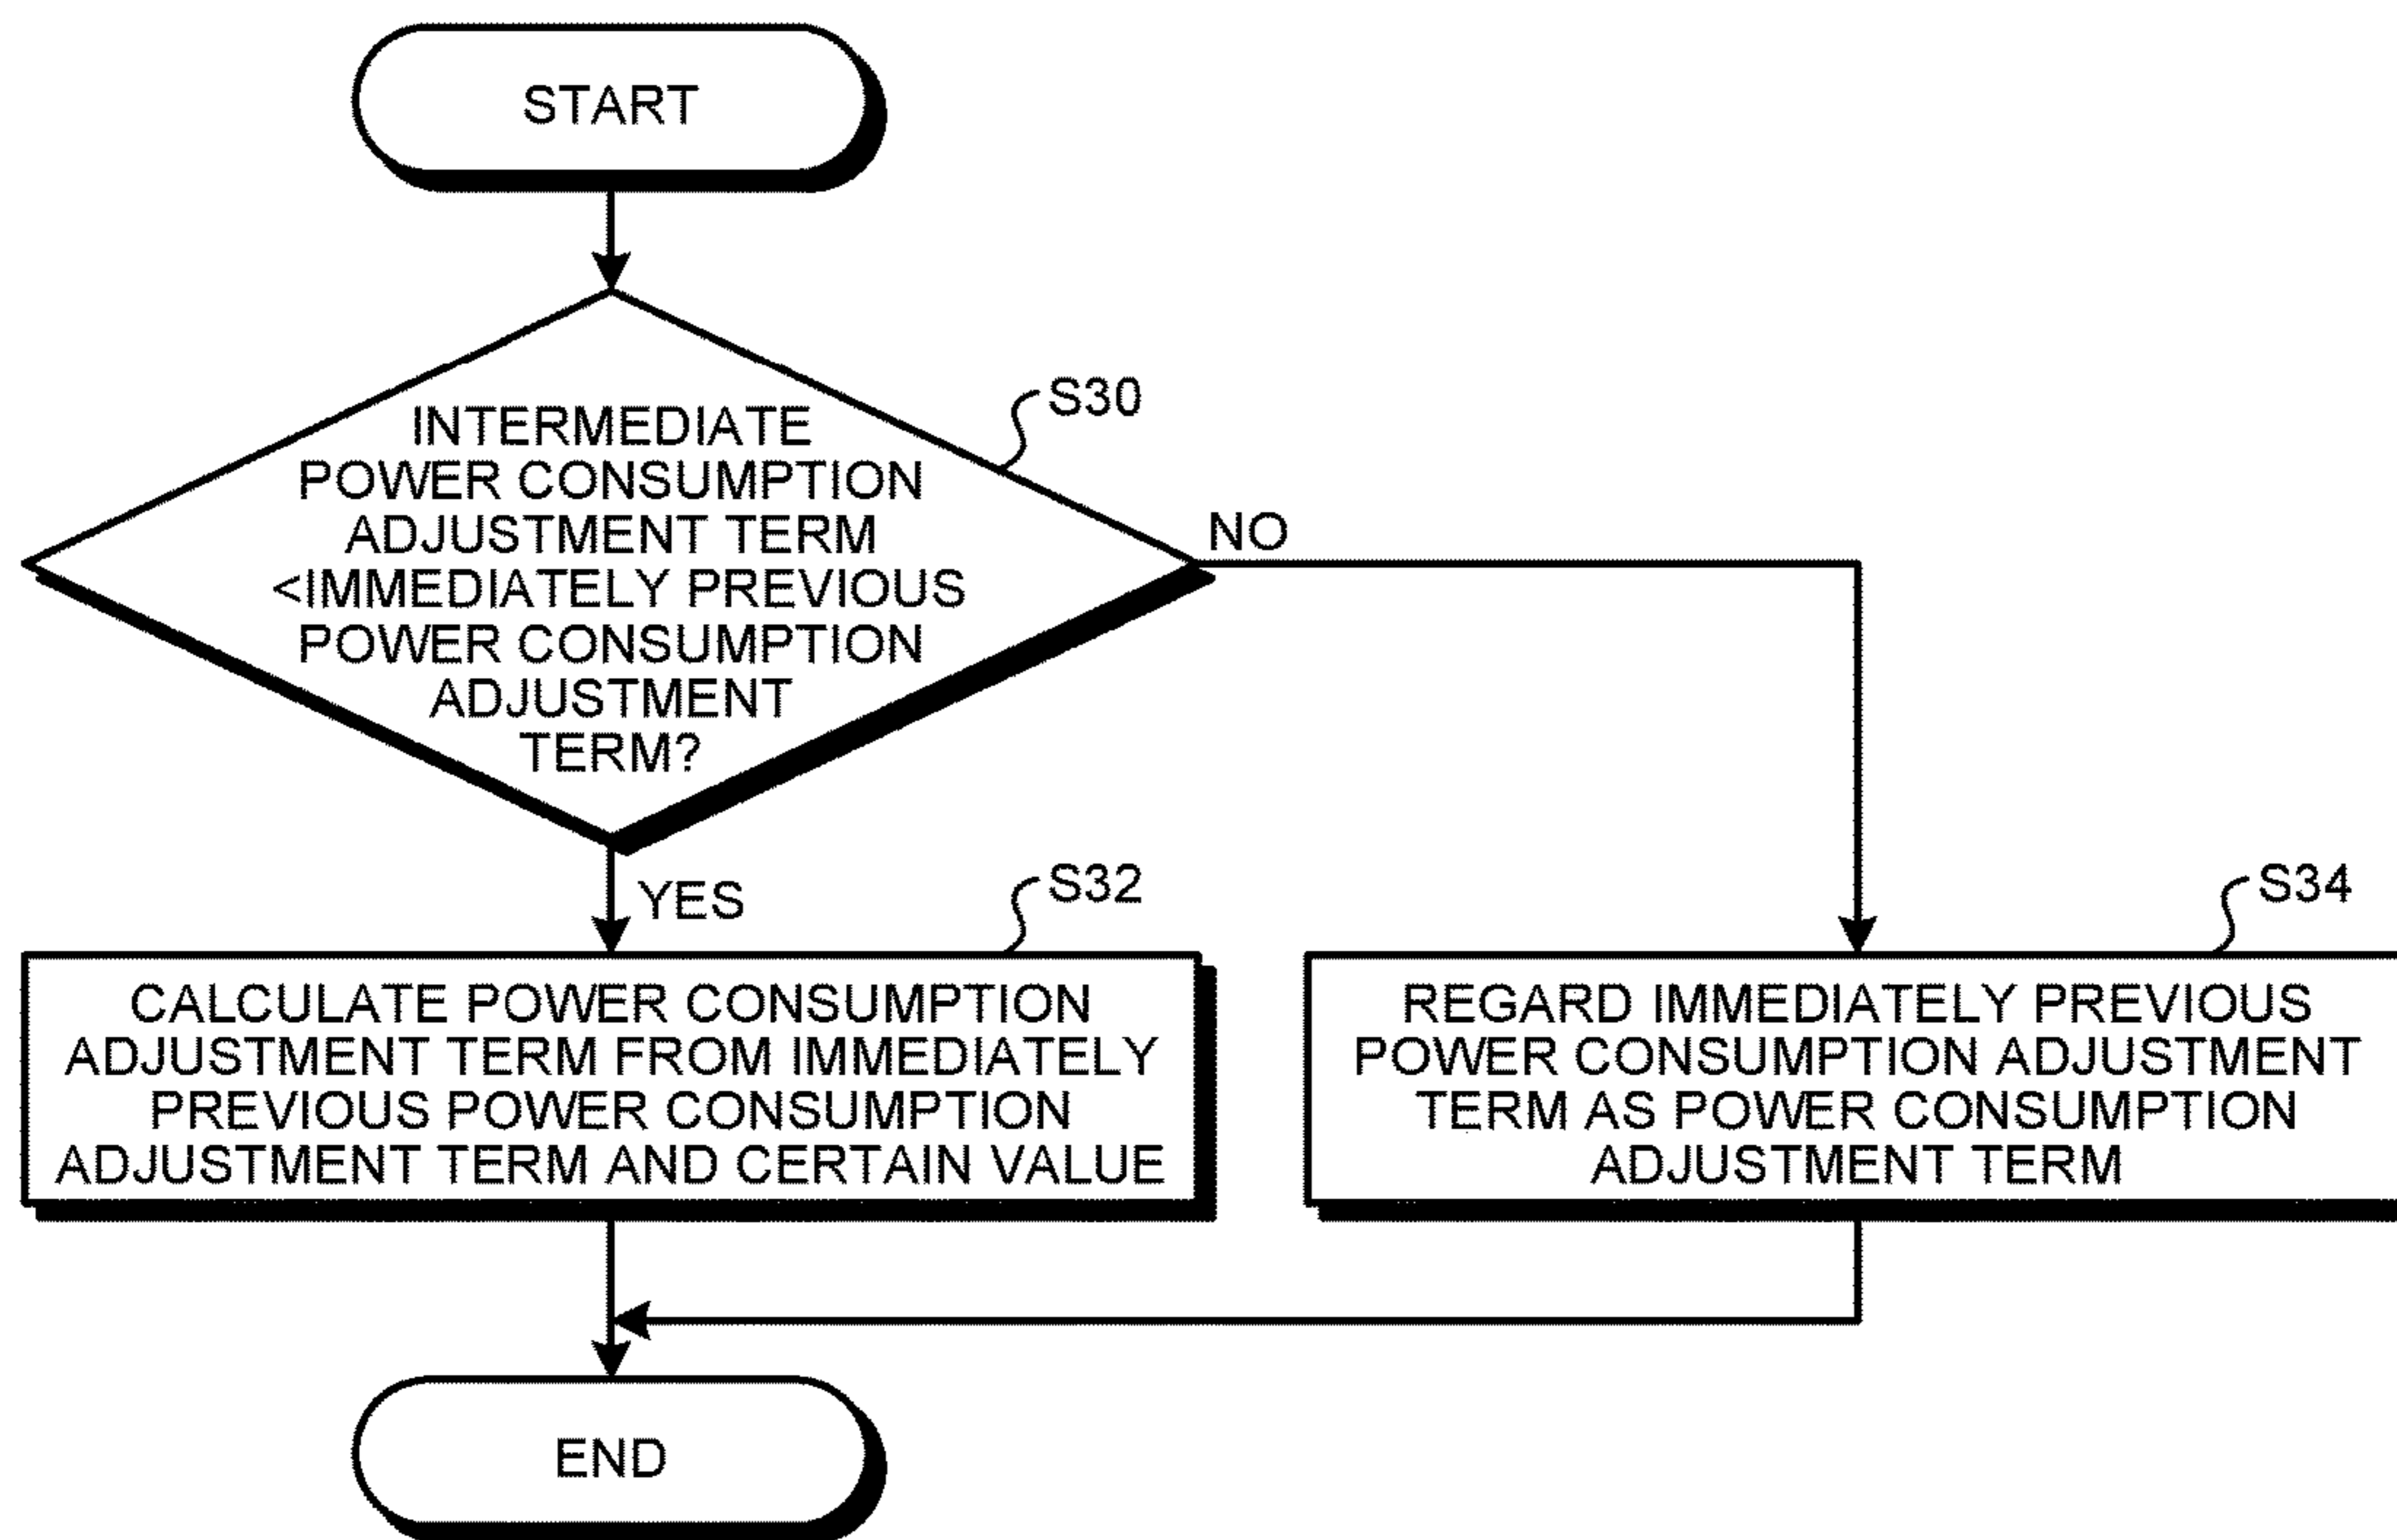 START
S30
INTERMEDIATE
POWER CONSUMPTION
ADJUSTMENT TERM
<IMMEDIATELY PREVIOUS
POWER CONSUMPTION
ADJUSTMENT
TERM?
NO
YES
S32
CALCULATE POWER CONSUMPTION
ADJUSTMENT TERM FROM IMMEDIATELY
PREVIOUS POWER CONSUMPTION
ADJUSTMENT TERM AND CERTAIN VALUE
S34
REGARD IMMEDIATELY PREVIOUS
POWER CONSUMPTION ADJUSTMENT
TERM AS POWER CONSUMPTION
ADJUSTMENT TERM
END